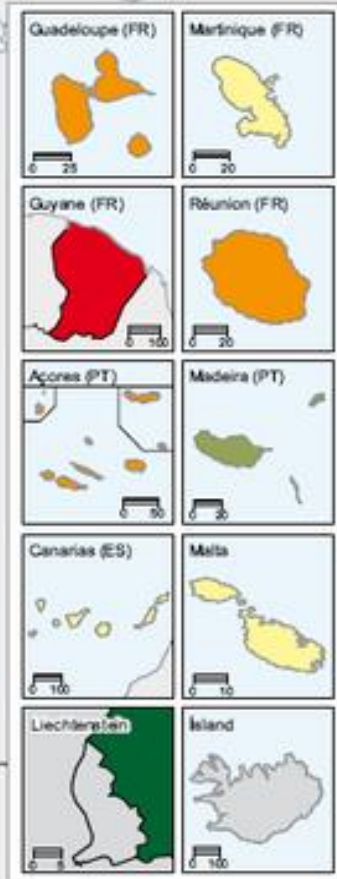 Guadeloupe (FR)
0 25
Martinique (FR)
0 20
Guyane (FR)
0 100
Réunion (FR)
0 20
Açores (PT)
0 50
Madeira (PT)
0 20
Canarias (ES)
0 100
Malta
0 10
Liechtenstein
0 5
Ísland
0 100